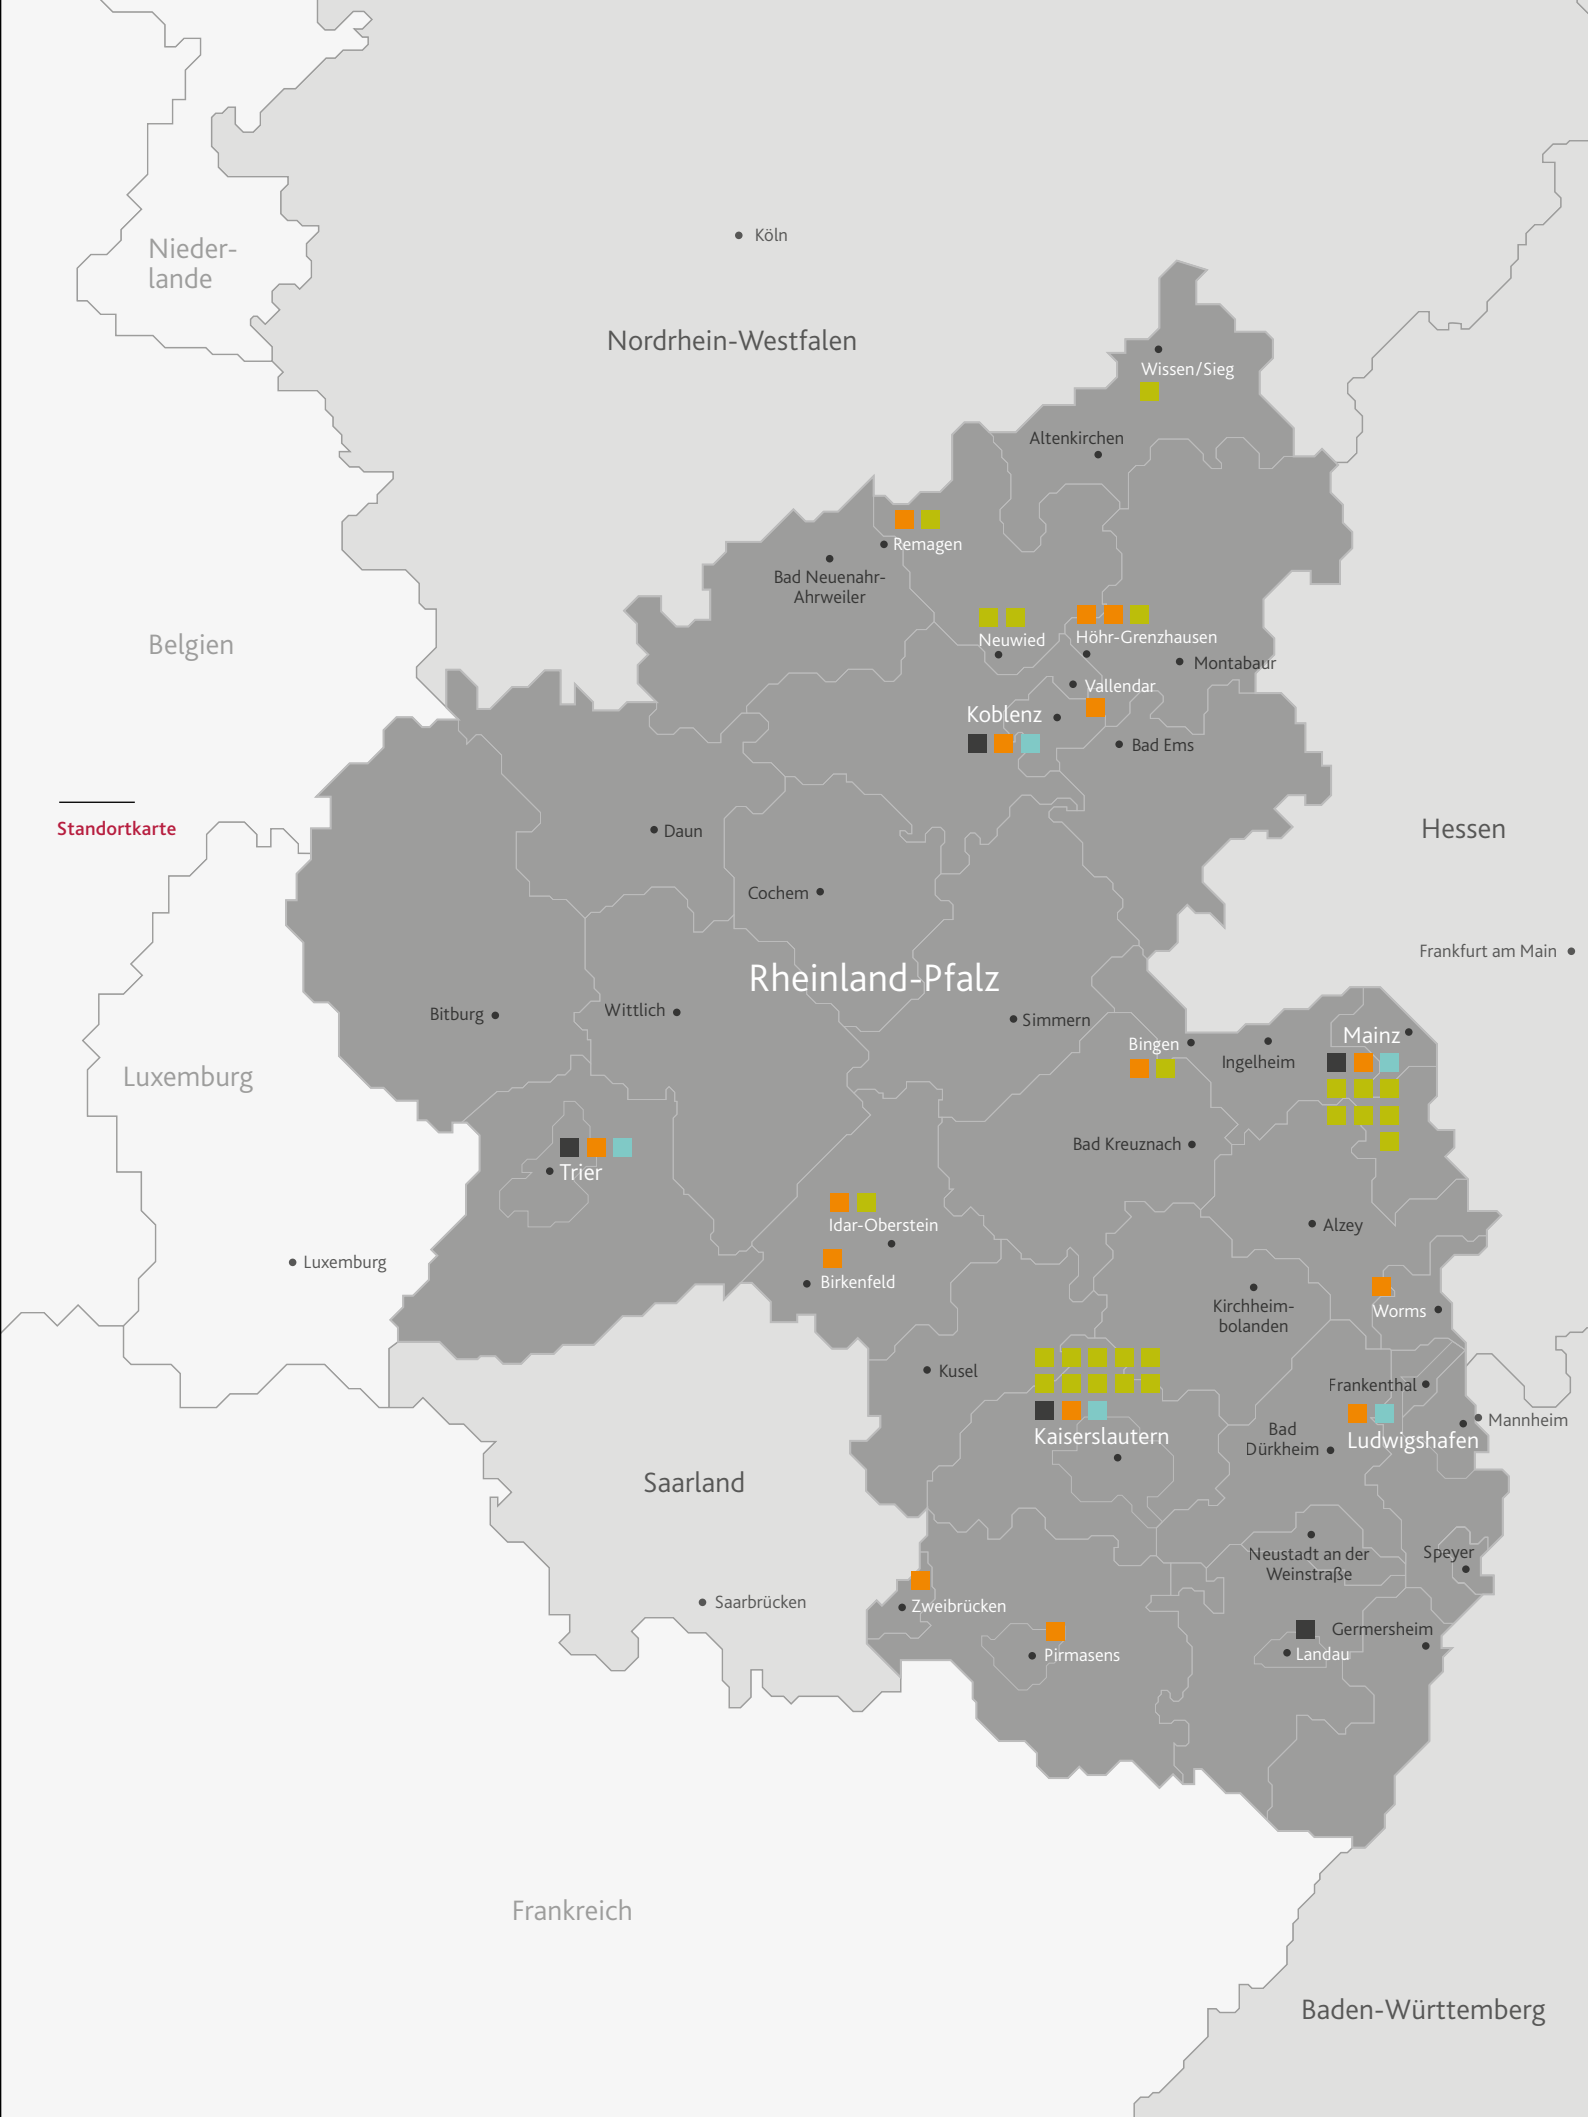 Köln
Nieder-
lande
Nordrhein-Westfalen
Wissen/Sieg
Altenkirchen
Remagen
Bad Neuenahr-
Ahrweiler
Belgien
Neuwied
Höhr-Grenzhausen
Montabaur
Vallendar
Koblenz
Bad Ems
Standortkarte
Daun
Hessen
Cochem
Frankfurt am Main
Rheinland-Pfalz
Bitburg
Wittlich
Simmern
Bingen
Ingelheim
Mainz
Luxemburg
Bad Kreuznach
Trier
Idar-Oberstein
Alzey
Luxemburg
Birkenfeld
Kirchheim-
bolanden
Worms
Kusel
Frankenthal
Mannheim
Kaiserslautern
Bad
Dürkheim
Ludwigshafen
Saarland
Neustadt an der
Weinstraße
Speyer
Saarbrücken
Zweibrücken
Germersheim
Pirmasens
Landau
Frankreich
Baden-Württemberg